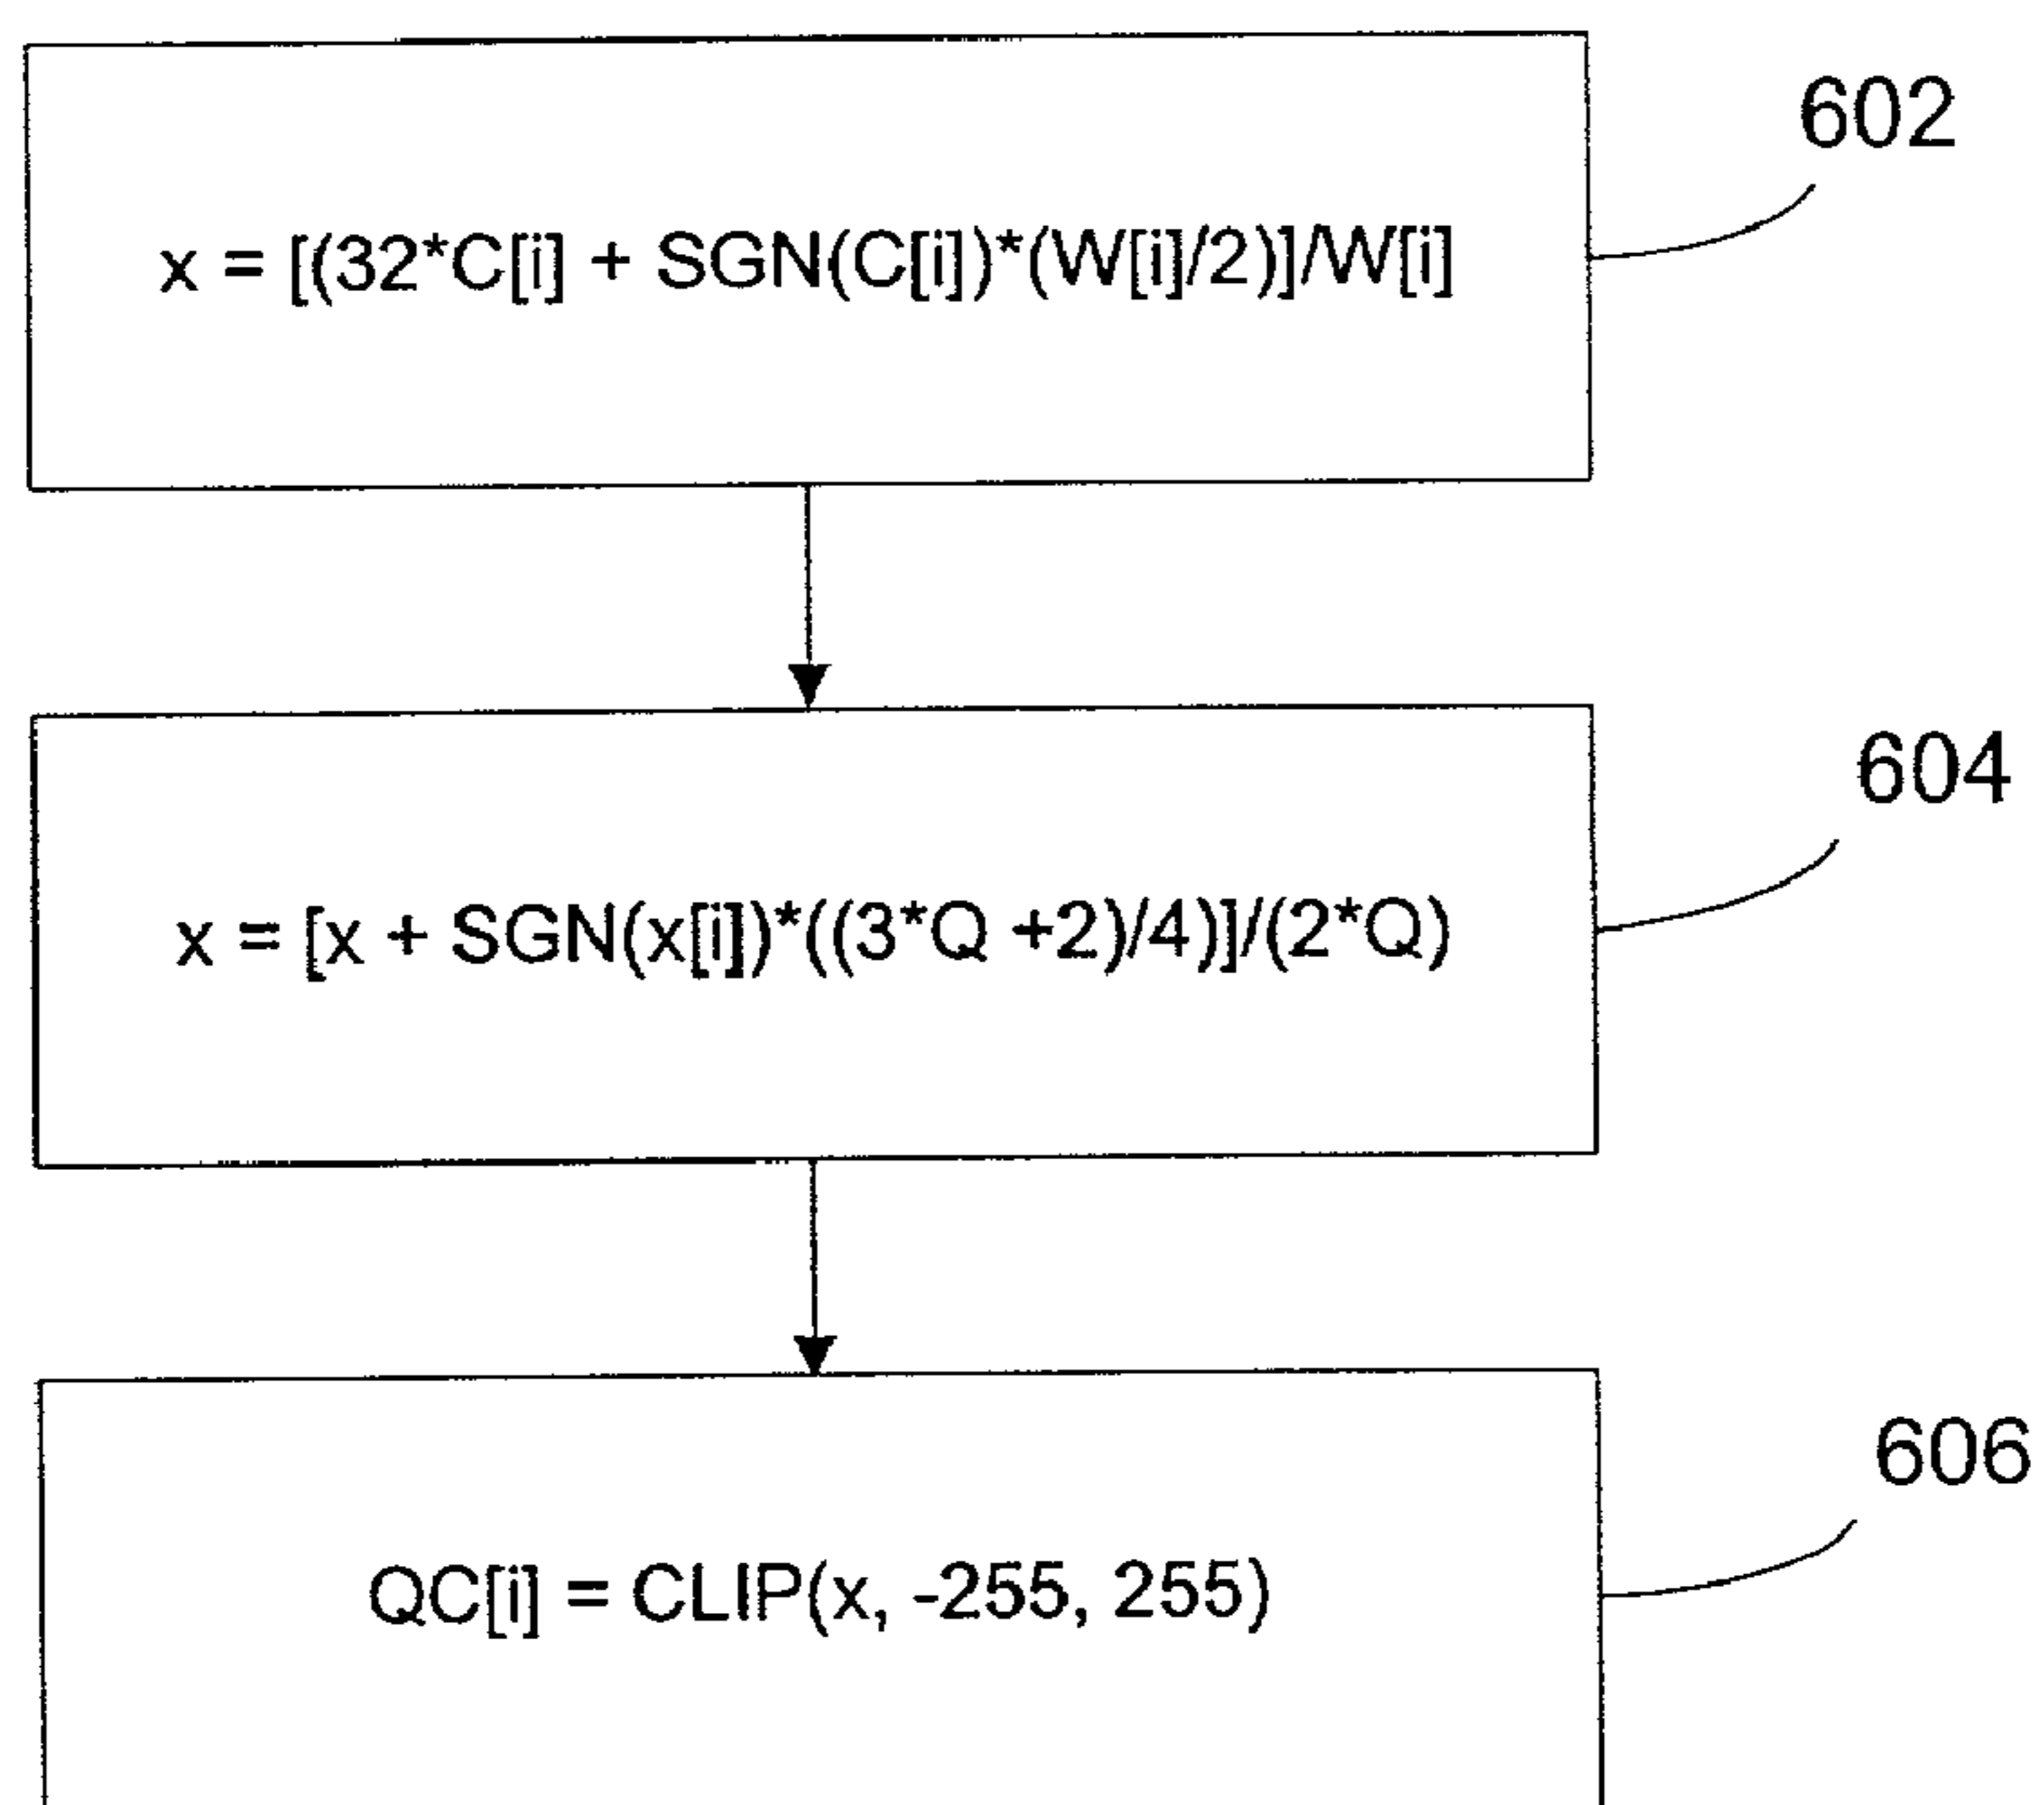 602
x = [(32*C[i] + SGN(C[i])*(W[i]/2)]/W[i]
604
x = [x + SGN(x[i])*((3*Q +2)/4)]/(2*Q)
606
QC[i] = CLIP(x, -255, 255)